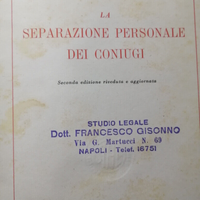 LA
SEPARAZIONE PERSONALE
DEI CONIUGI
Seconda edizione riveduta e aggiornata
STUDIO LEGALE
Dott. FRANCESCO GISONNO
Via G. Martucci N. 69
NAPOLI - Telef. 16751